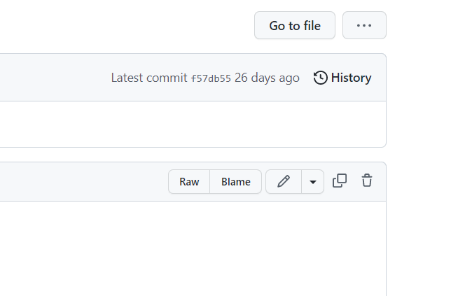 Go to file
Latest commit f57db55 26 days ago History
Raw Blame